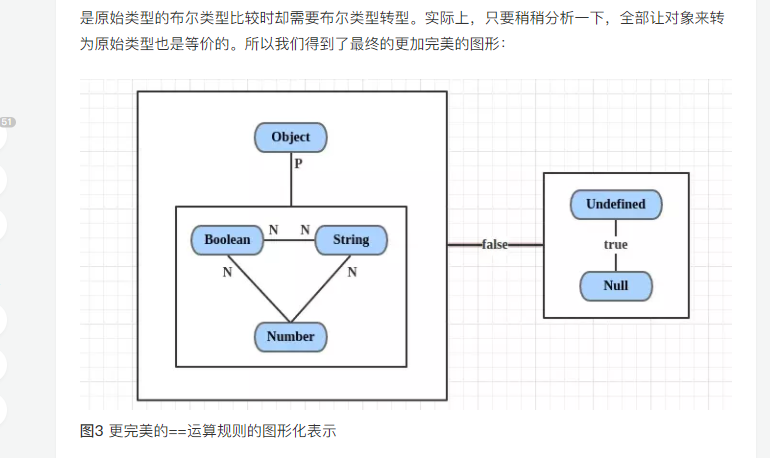 是原始类型的布尔类型比较时却需要布尔类型转型。实际上，只要稍稍分析一下，全部让对象来转
为原始类型也是等价的。所以我们得到了最终的更加完美的图形：
51
Object
P
Undefined
Boolean
N
N
String
false
true
N
N
Null
Number
图3 更完美的==运算规则的图形化表示